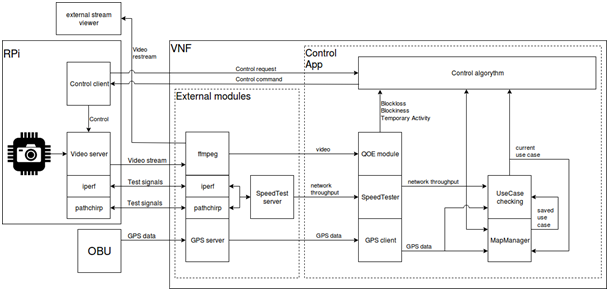 external stream
viewer
RPi
VNF
Control
App
Video
restream
Control request
Control command
Control client
Control algorythm
External modules
Control
Blockloss
Blockiness
Temporary Activity
Video server
ffmpeg
video
QOE module
current
use case
Video stream
iperf
Test signals
iperf
SpeedTest
server
network
throughput
SpeedTester
network throughput
UseCase
checking
pathchirp
Test signals
pathchirp
saved
use
case
OBU
GPS data
GPS server
GPS data
GPS client
GPS data
MapManager